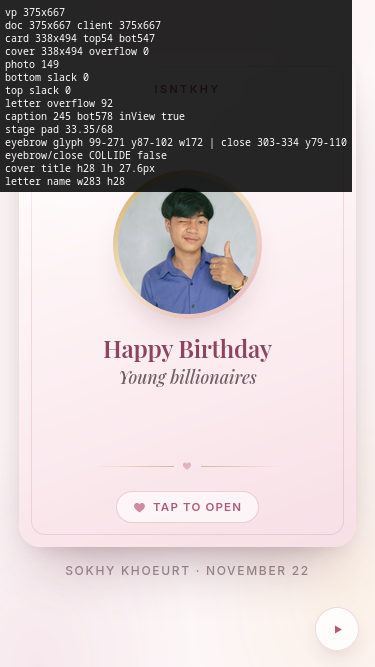 vp 375x667
doc 375x667 client 375x667
card 338x494 top54 bot547
cover 338x494 overflow 0
photo 149
bottom slack 0
top slack 0
letter overflow 92
caption 245 bot578 inView true
stage pad 33.35/68
eyebrow glyph 99-271 y87-102 w172 | close 303-334 y79-110
eyebrow/close COLLIDE false
cover title h28 lh 27.6px
letter name w283 h28
ISNTKHY
Happy Birthday
Young billionaires
TAP TO OPEN
SOKHY KHOEURT · NOVEMBER 22